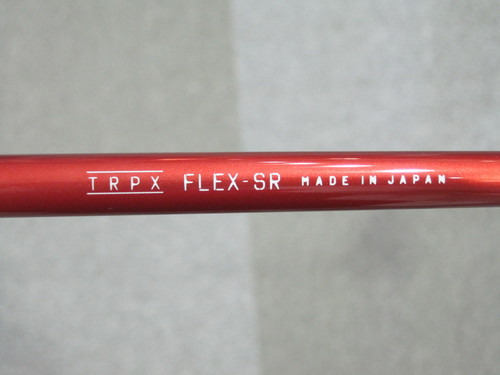 TRPX FLEX-SR MADE IN JAPAN